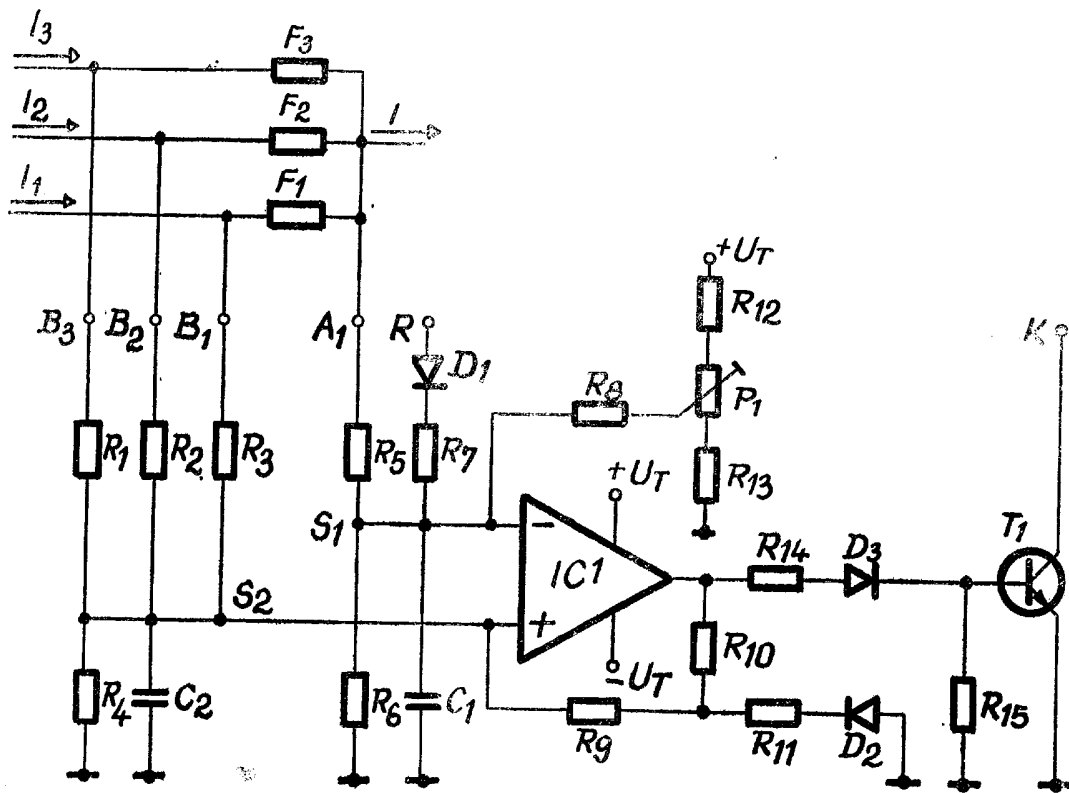 I3
F3
I2
F2
I
I1
F1
+UT
R12
B3 B2 B1 A1 R
D1
K
R8
P1
R1 R2 R3 R5 R7
+UT
R13
S1
−
R14
D3
T1
IC1
S2
+
R10
−UT
R4
C2
R6
C1
R9
R11
D2
R15